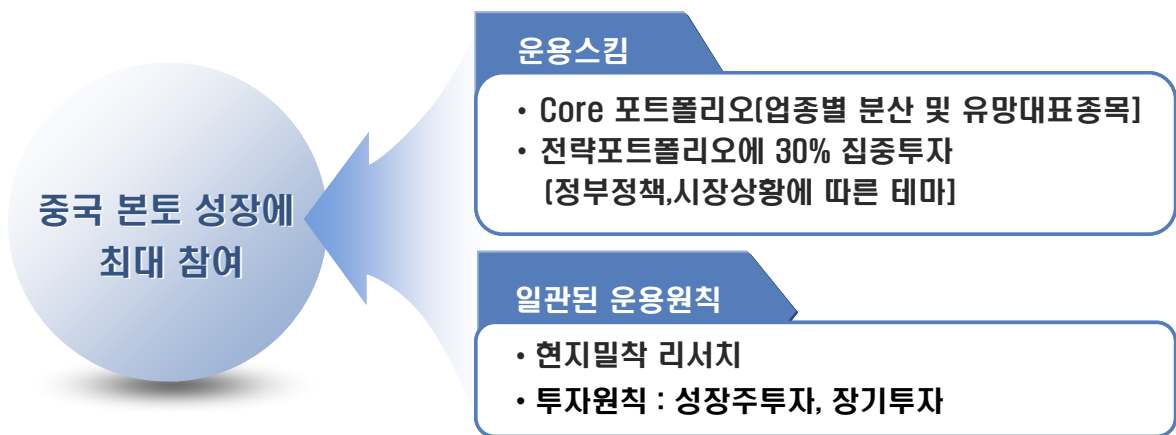 중국 본토 성장에
최대 참여
운용스킴
• Core 포트폴리오[업종별 분산 및 유망대표종목]
• 전략포트폴리오에 30% 집중투자
[정부정책,시장상황에 따른 테마]
일관된 운용원칙
• 현지밀착 리서치
• 투자원칙 : 성장주투자, 장기투자